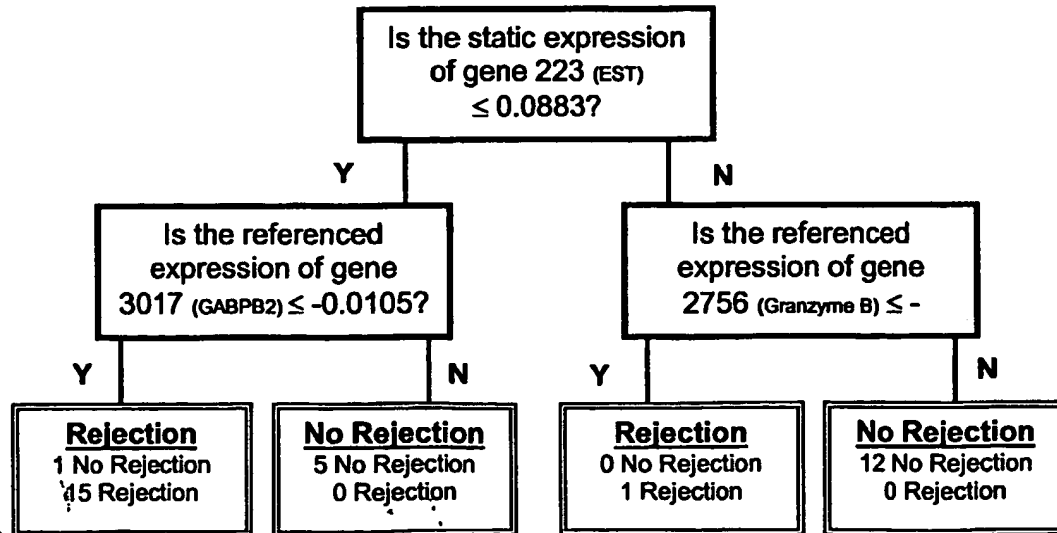 Is the static expression
of gene 223 (EST)
≤ 0.0883?
Y
N
Is the referenced
expression of gene
3017 (GABPB2) ≤ -0.0105?
Is the referenced
expression of gene
2756 (Granzyme B) ≤ -
Y
N
Y
N
Rejection
1 No Rejection
15 Rejection
No Rejection
5 No Rejection
0 Rejection
Rejection
0 No Rejection
1 Rejection
No Rejection
12 No Rejection
0 Rejection